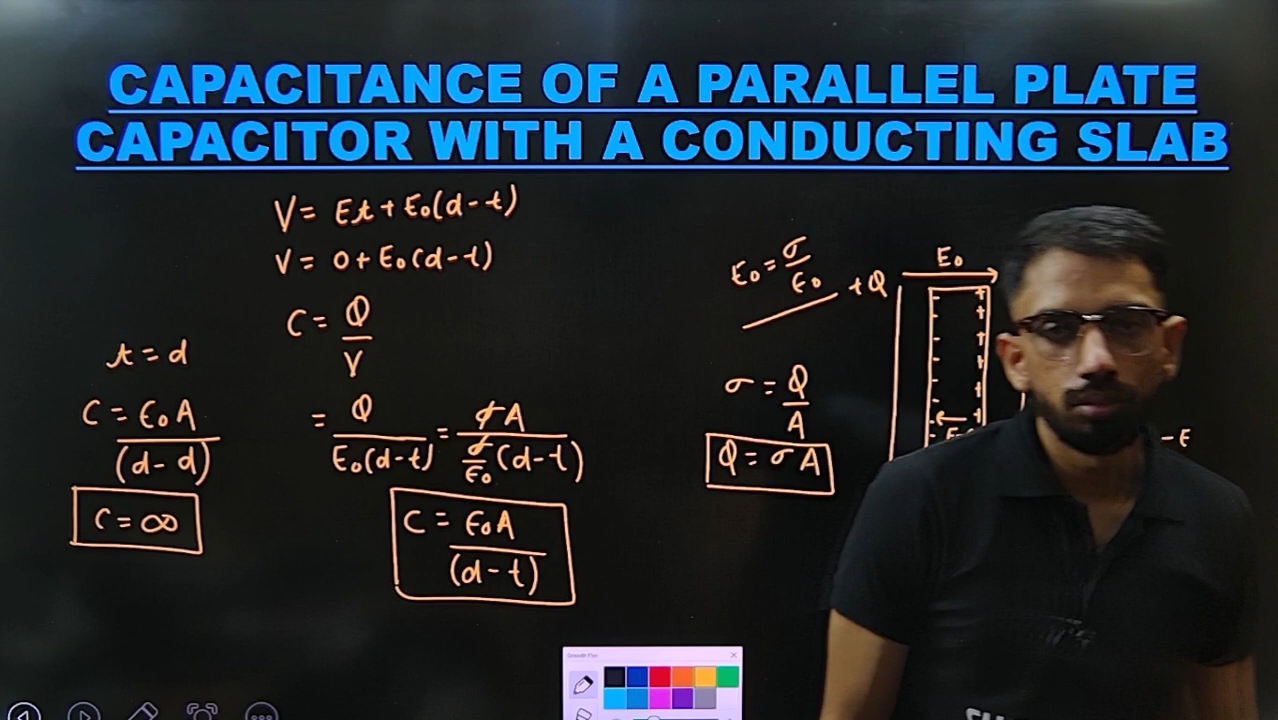 CAPACITANCE OF A PARALLEL PLATE
CAPACITOR WITH A CONDUCTING SLAB
V = Et + E₀(d-t)
V = 0 + E₀(d-t)
C = Q/V
= Q/E₀(d-t) = σA/(σ/ε₀)(d-t)
C = ε₀A/(d-t)
t = d
C = ε₀A/(d-d)
C = ∞
E₀ = σ/ε₀
+Q
E₀
σ = Q/A
Q = σA